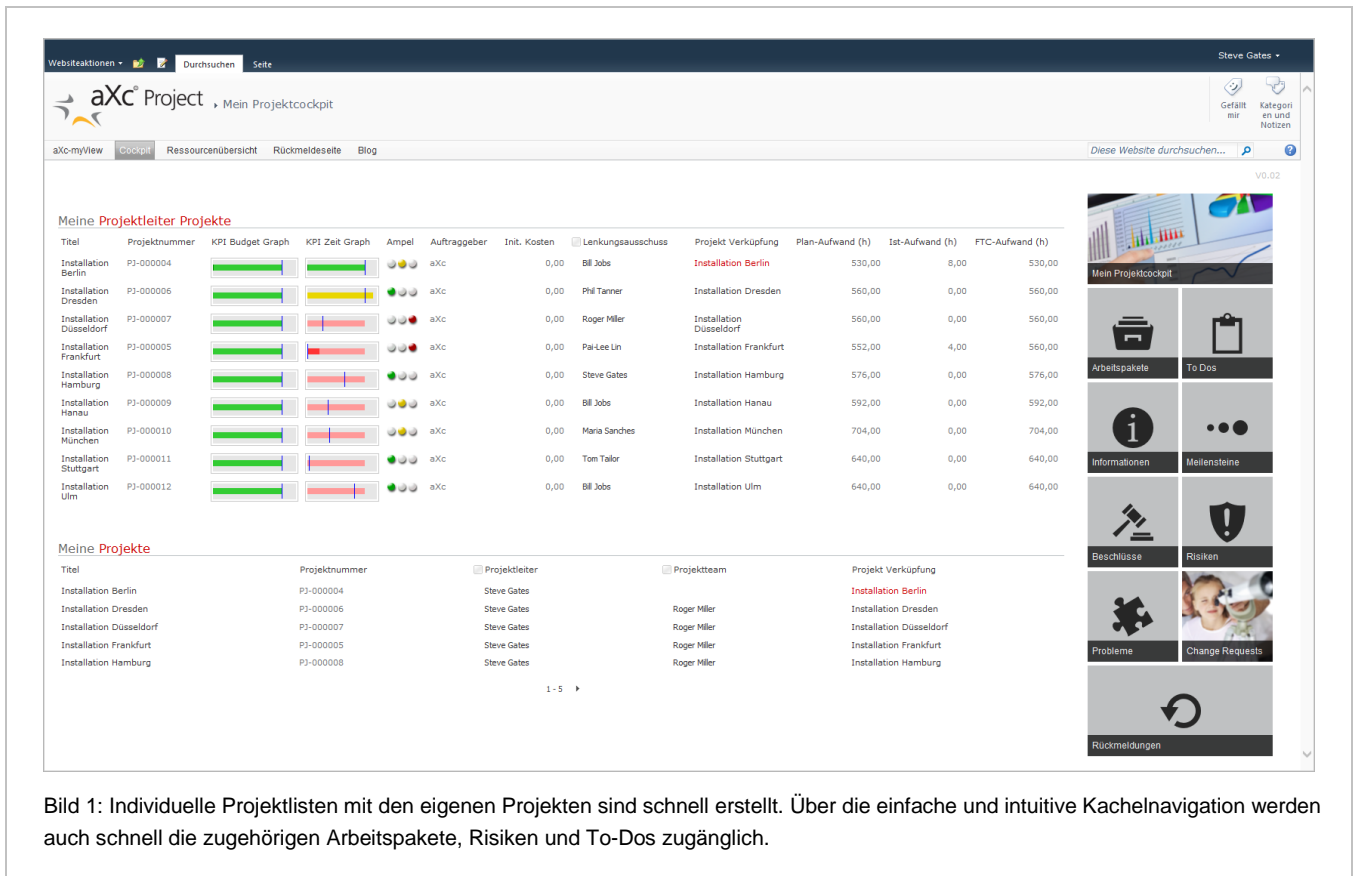 Steve Gates
Websiteaktionen Durchsuchen Seite
aXc° Project Mein Projektcockpit
Gefällt mir
Kategori en und Notizen
aXc-myView Cockpit Ressourcenübersicht Rückmeldeseite Blog Diese Website durchsuchen...
V0.02
Meine Projektleiter Projekte
Titel Projektnummer KPI Budget Graph KPI Zeit Graph Ampel Auftraggeber Init. Kosten Lenkungsausschuss Projekt Verküpfung Plan-Aufwand (h) Ist-Aufwand (h) FTC-Aufwand (h)
Installation Berlin PJ-000004 aXc 0,00 Bill Jobs Installation Berlin 530,00 8,00 530,00
Installation Dresden PJ-000006 aXc 0,00 Phil Tanner Installation Dresden 560,00 0,00 560,00
Installation Düsseldorf PJ-000007 aXc 0,00 Roger Miller Installation Düsseldorf 560,00 0,00 560,00
Installation Frankfurt PJ-000005 aXc 0,00 Pai-Lee Lin Installation Frankfurt 552,00 4,00 560,00
Installation Hamburg PJ-000008 aXc 0,00 Steve Gates Installation Hamburg 576,00 0,00 576,00
Installation Hanau PJ-000009 aXc 0,00 Bill Jobs Installation Hanau 592,00 0,00 592,00
Installation München PJ-000010 aXc 0,00 Maria Sanches Installation München 704,00 0,00 704,00
Installation Stuttgart PJ-000011 aXc 0,00 Tom Tailor Installation Stuttgart 640,00 0,00 640,00
Installation Ulm PJ-000012 aXc 0,00 Bill Jobs Installation Ulm 640,00 0,00 640,00
Meine Projekte
Titel Projektnummer Projektleiter Projektteam Projekt Verküpfung
Installation Berlin PJ-000004 Steve Gates Installation Berlin
Installation Dresden PJ-000006 Steve Gates Roger Miller Installation Dresden
Installation Düsseldorf PJ-000007 Steve Gates Roger Miller Installation Düsseldorf
Installation Frankfurt PJ-000005 Steve Gates Roger Miller Installation Frankfurt
Installation Hamburg PJ-000008 Steve Gates Roger Miller Installation Hamburg
1 - 5
Mein Projektcockpit
Arbeitspakete To Dos
Informationen Meilensteine
Beschlüsse Risiken
Probleme Change Requests
Rückmeldungen
Bild 1: Individuelle Projektlisten mit den eigenen Projekten sind schnell erstellt. Über die einfache und intuitive Kachelnavigation werden
auch schnell die zugehörigen Arbeitspakete, Risiken und To-Dos zugänglich.